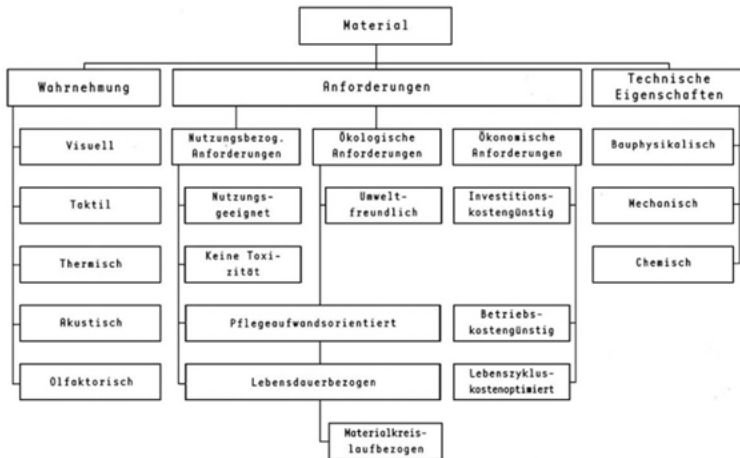 Material
Wahrnehmung
Anforderungen
Technische
Eigenschaften
Visuell
Nutzungsbezog.
Anforderungen
Ökologische
Anforderungen
Ökonomische
Anforderungen
Bauphysikalisch
Taktil
Nutzungs-
geeignet
Umwelt-
freundlich
Investitions-
kostengünstig
Mechanisch
Thermisch
Keine Toxi-
zität
Chemisch
Akustisch
Pflegeaufwandsorientiert
Betriebs-
kostengünstig
Olfaktorisch
Lebensdauerbezogen
Lebenszyklus-
kostenoptimiert
Materialkreis-
laufbezogen